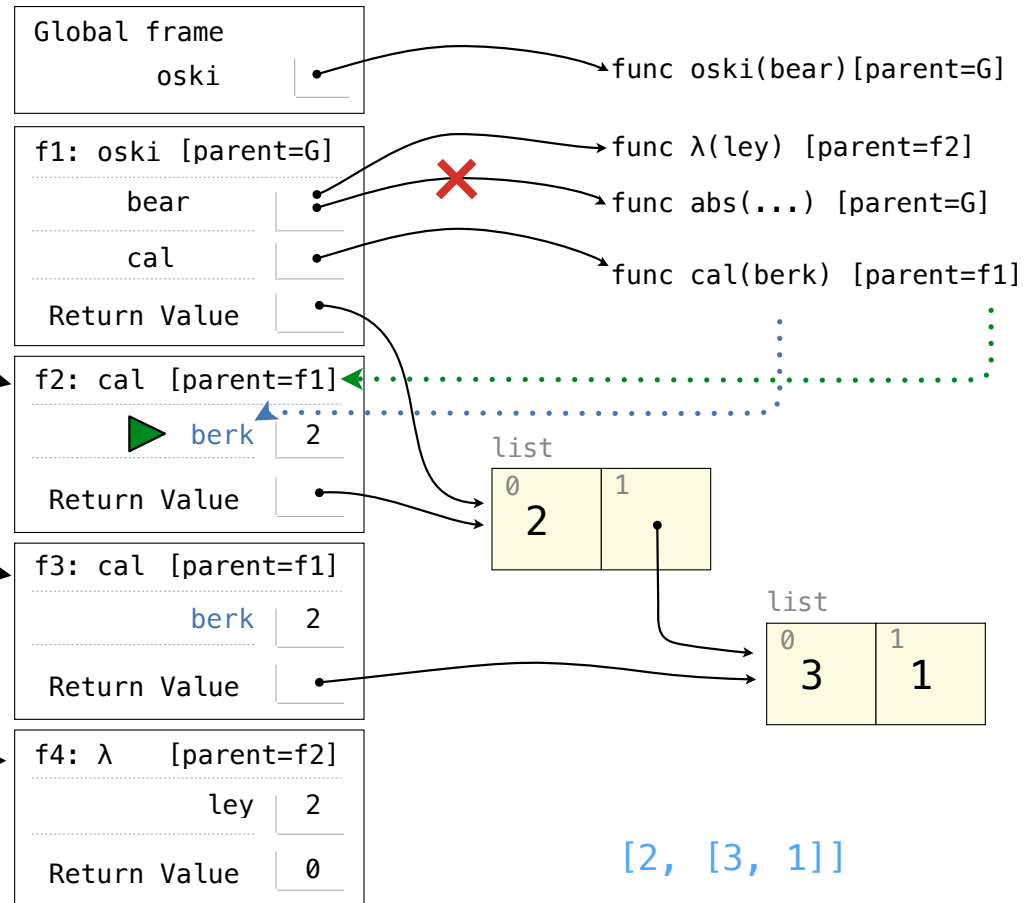 Global frame
oski
func oski(bear)[parent=G]
f1: oski [parent=G]
func λ(ley) [parent=f2]
bear
func abs(...) [parent=G]
cal
func cal(berk) [parent=f1]
Return Value
f2: cal [parent=f1]
berk 2
list
0 1
2
Return Value
f3: cal [parent=f1]
berk 2
list
0 1
3 1
Return Value
f4: λ [parent=f2]
ley 2
[2, [3, 1]]
Return Value 0